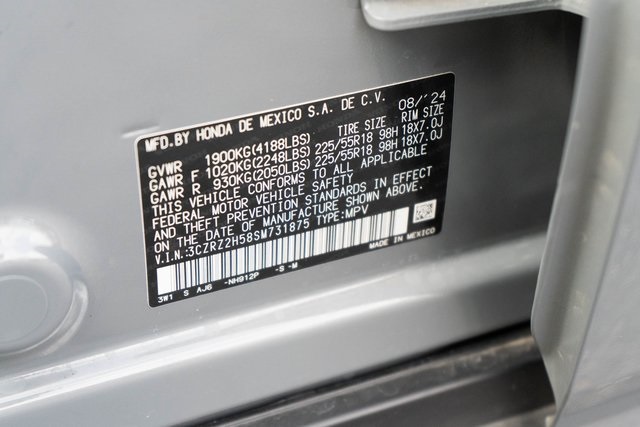 MFD.BY HONDA DE MEXICO S.A. DE C.V. 08/'24
TIRE SIZE RIM SIZE
GVWR 1900KG(4188LBS)
GAWR F 1020KG(2248LBS) 225/55R18 98H 18X7.0J
GAWR R 930KG(2050LBS) 225/55R18 98H 18X7.0J
THIS VEHICLE CONFORMS TO ALL APPLICABLE
FEDERAL MOTOR VEHICLE SAFETY
AND THEFT PREVENTION STANDARDS IN EFFECT
ON THE DATE OF MANUFACTURE SHOWN ABOVE.
V.I.N.:3CZRZ2H58SM731875 TYPE:MPV
MADE IN MEXICO
3W1 S AJ6 -NH912P -S -M